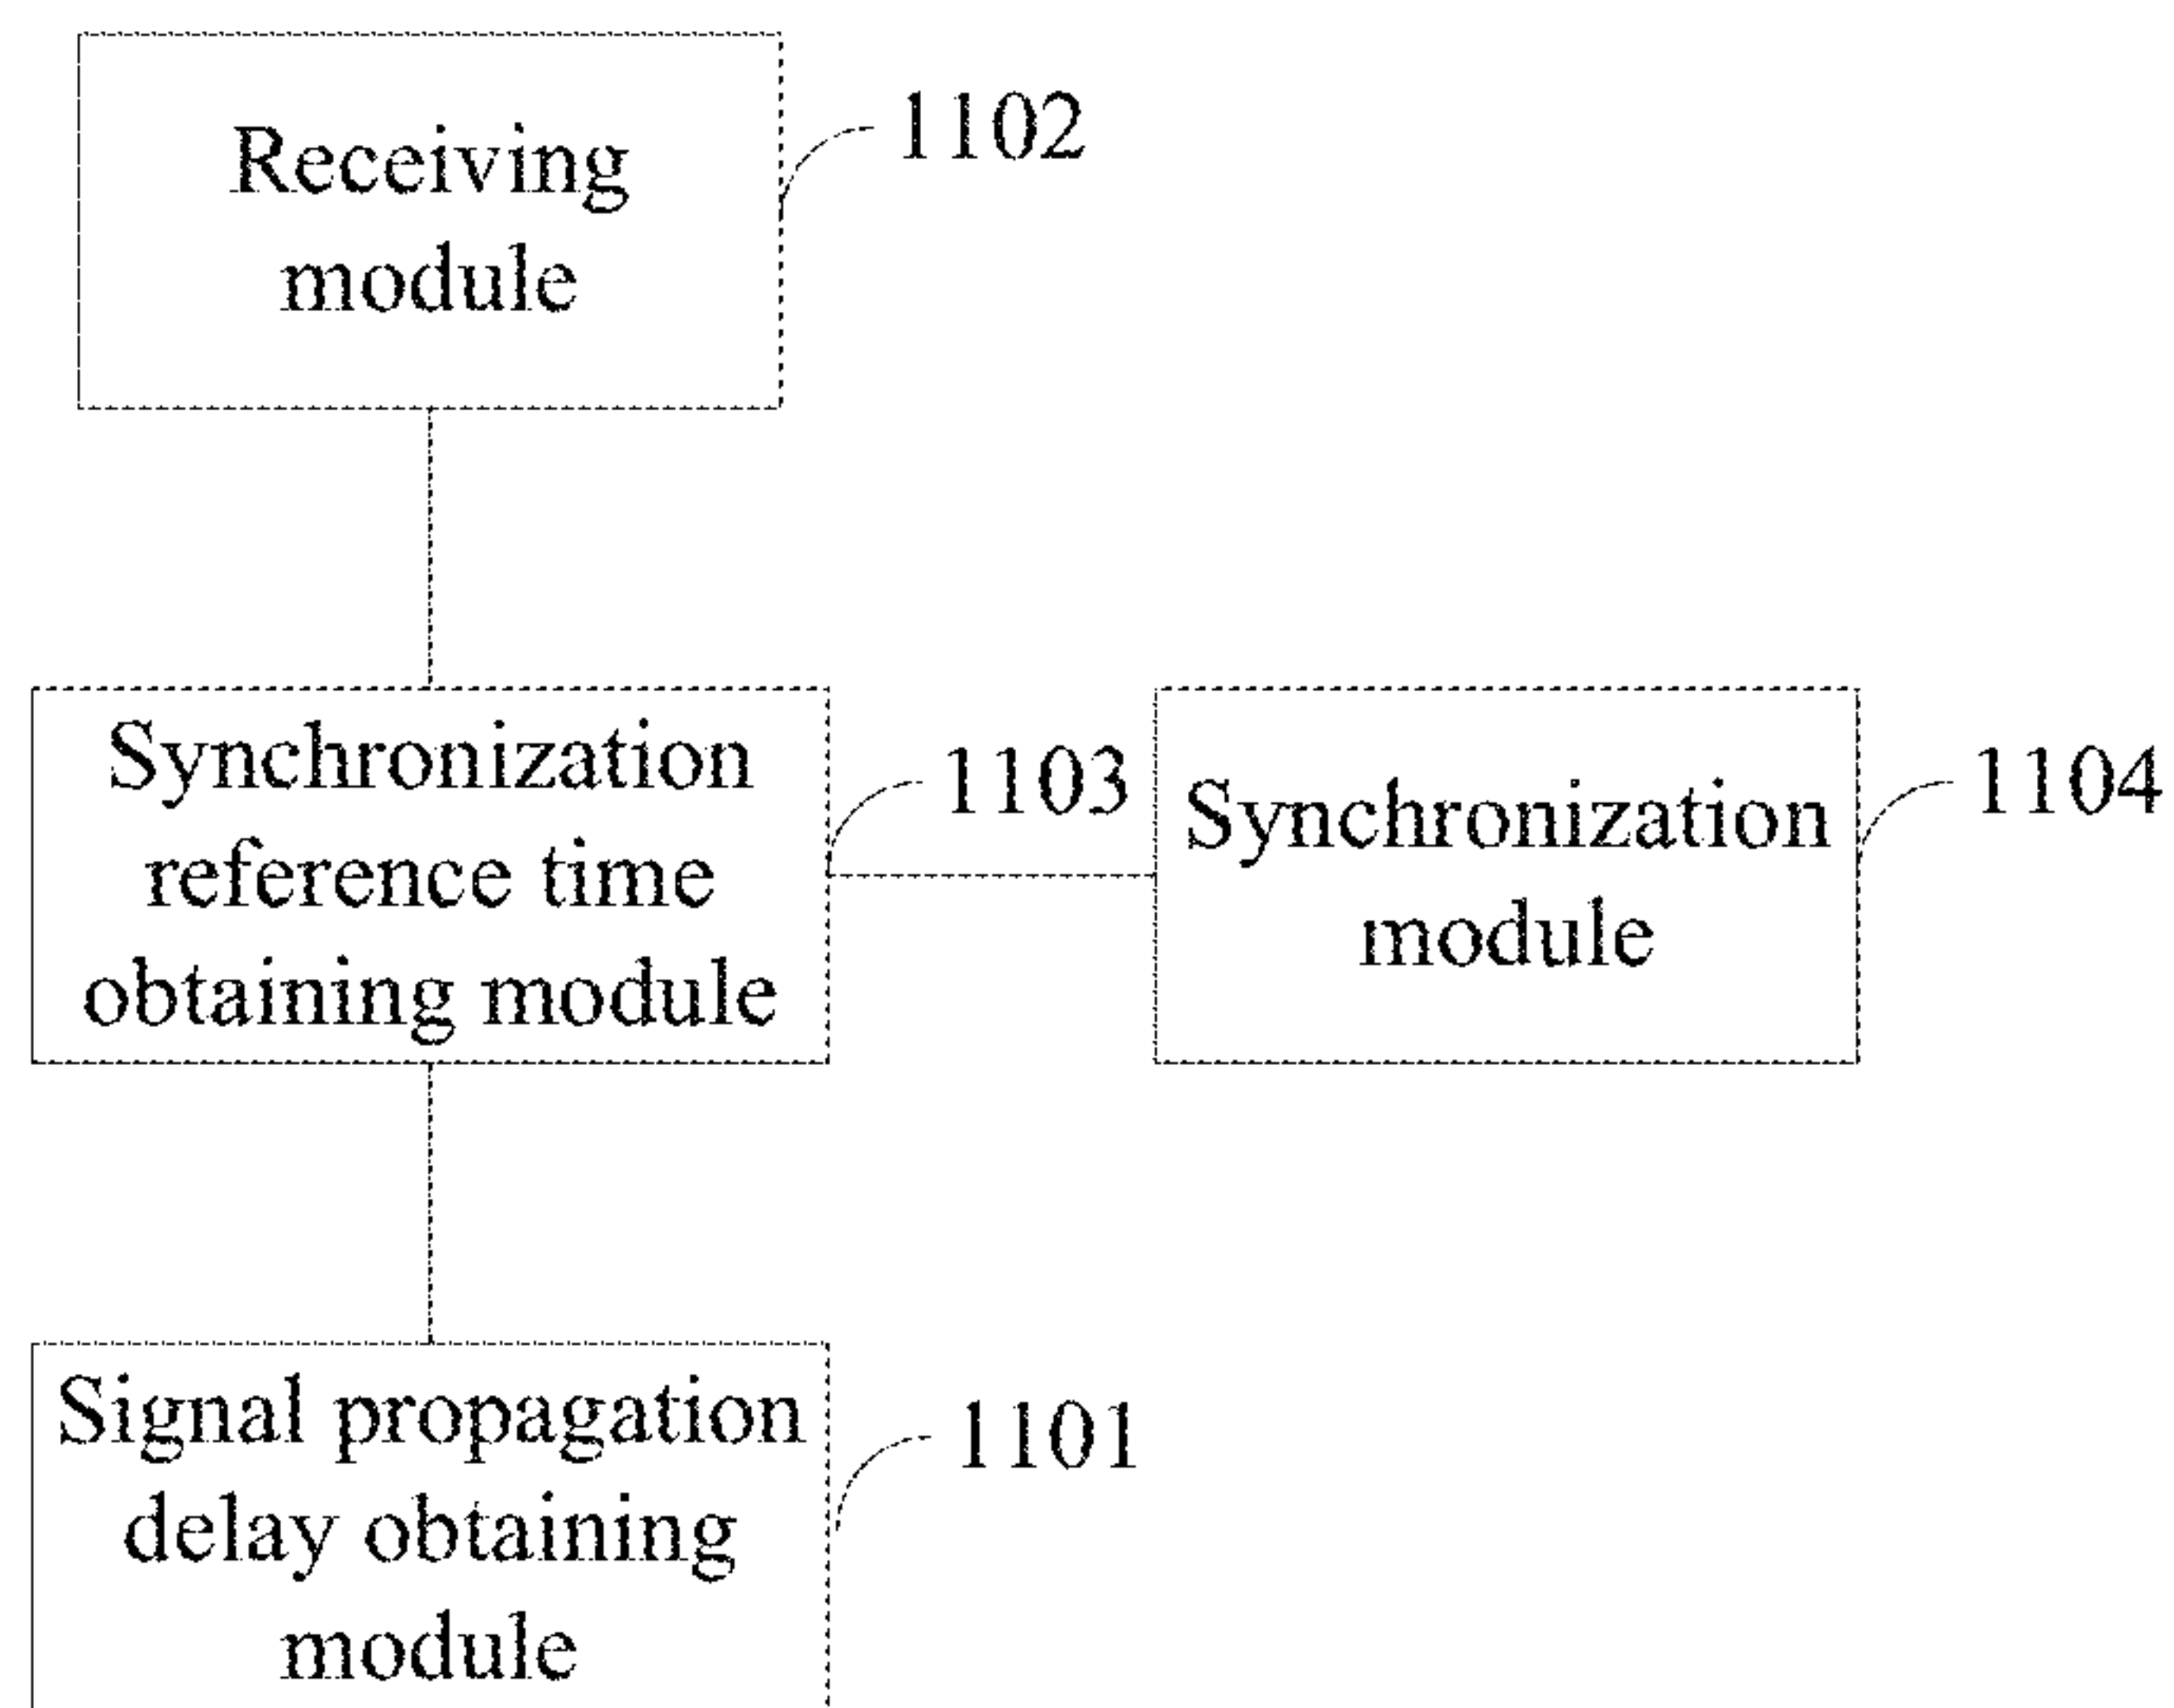 Receiving
module
1102
Synchronization
reference time
obtaining module
1103
Synchronization
module
1104
Signal propagation
delay obtaining
module
1101